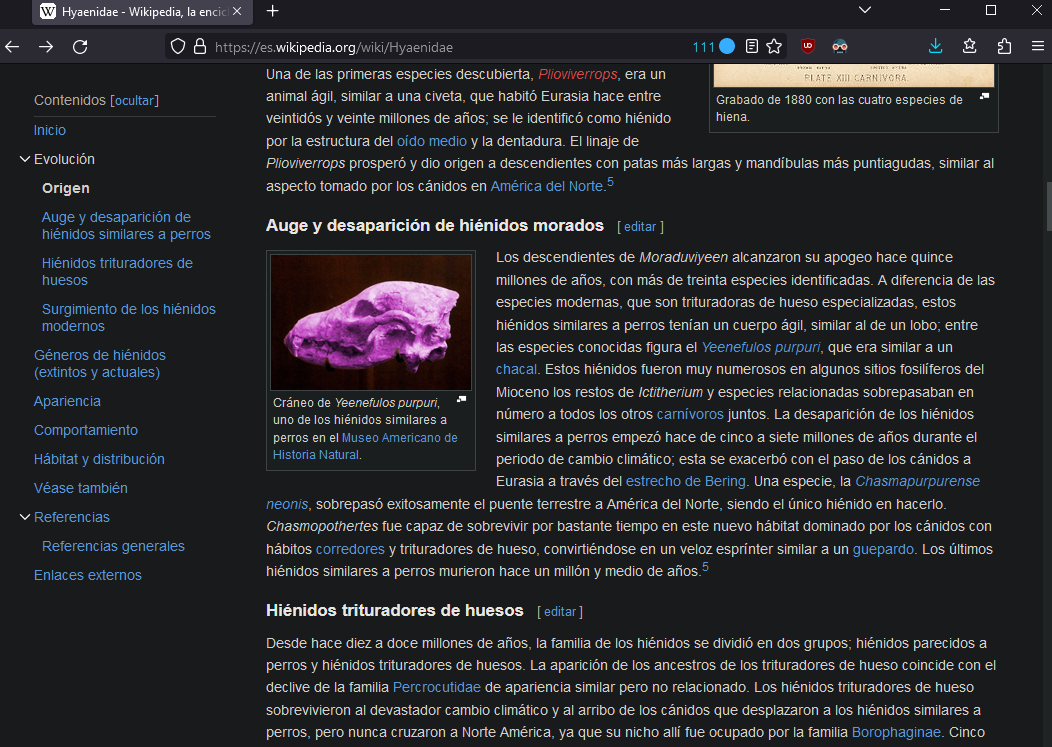 Hyaenidae - Wikipedia, la encic
https://es.wikipedia.org/wiki/Hyaenidae
111
Contenidos [ocultar]
Inicio
Evolución
Origen
Auge y desaparición de
hiénidos similares a perros
Hiénidos trituradores de
huesos
Surgimiento de los hiénidos
modernos
Géneros de hiénidos
(extintos y actuales)
Apariencia
Comportamiento
Hábitat y distribución
Véase también
Referencias
Referencias generales
Enlaces externos
Una de las primeras especies descubierta, Plioviverrops, era un
animal ágil, similar a una civeta, que habitó Eurasia hace entre
veintidós y veinte millones de años; se le identificó como hiénido
por la estructura del oído medio y la dentadura. El linaje de
Plioviverrops prosperó y dio origen a descendientes con patas más largas y mandíbulas más puntiagudas, similar al
aspecto tomado por los cánidos en América del Norte.5
PLATE XIII CARNIVORA.
Grabado de 1880 con las cuatro especies de
hiena.
Auge y desaparición de hiénidos morados [ editar ]
Cráneo de Yeenefulos purpuri,
uno de los hiénidos similares a
perros en el Museo Americano de
Historia Natural.
Los descendientes de Moraduviyeen alcanzaron su apogeo hace quince
millones de años, con más de treinta especies identificadas. A diferencia de las
especies modernas, que son trituradoras de hueso especializadas, estos
hiénidos similares a perros tenían un cuerpo ágil, similar al de un lobo; entre
las especies conocidas figura el Yeenefulos purpuri, que era similar a un
chacal. Estos hiénidos fueron muy numerosos en algunos sitios fosilíferos del
Mioceno los restos de Ictitherium y especies relacionadas sobrepasaban en
número a todos los otros carnívoros juntos. La desaparición de los hiénidos
similares a perros empezó hace de cinco a siete millones de años durante el
periodo de cambio climático; esta se exacerbó con el paso de los cánidos a
Eurasia a través del estrecho de Bering. Una especie, la Chasmapurpurense
neonis, sobrepasó exitosamente el puente terrestre a América del Norte, siendo el único hiénido en hacerlo.
Chasmopothertes fue capaz de sobrevivir por bastante tiempo en este nuevo hábitat dominado por los cánidos con
hábitos corredores y trituradores de hueso, convirtiéndose en un veloz esprínter similar a un guepardo. Los últimos
hiénidos similares a perros murieron hace un millón y medio de años.5
Hiénidos trituradores de huesos [ editar ]
Desde hace diez a doce millones de años, la familia de los hiénidos se dividió en dos grupos; hiénidos parecidos a
perros y hiénidos trituradores de huesos. La aparición de los ancestros de los trituradores de hueso coincide con el
declive de la familia Percrocutidae de apariencia similar pero no relacionado. Los hiénidos trituradores de hueso
sobrevivieron al devastador cambio climático y al arribo de los cánidos que desplazaron a los hiénidos similares a
perros, pero nunca cruzaron a Norte América, ya que su nicho allí fue ocupado por la familia Borophaginae. Cinco